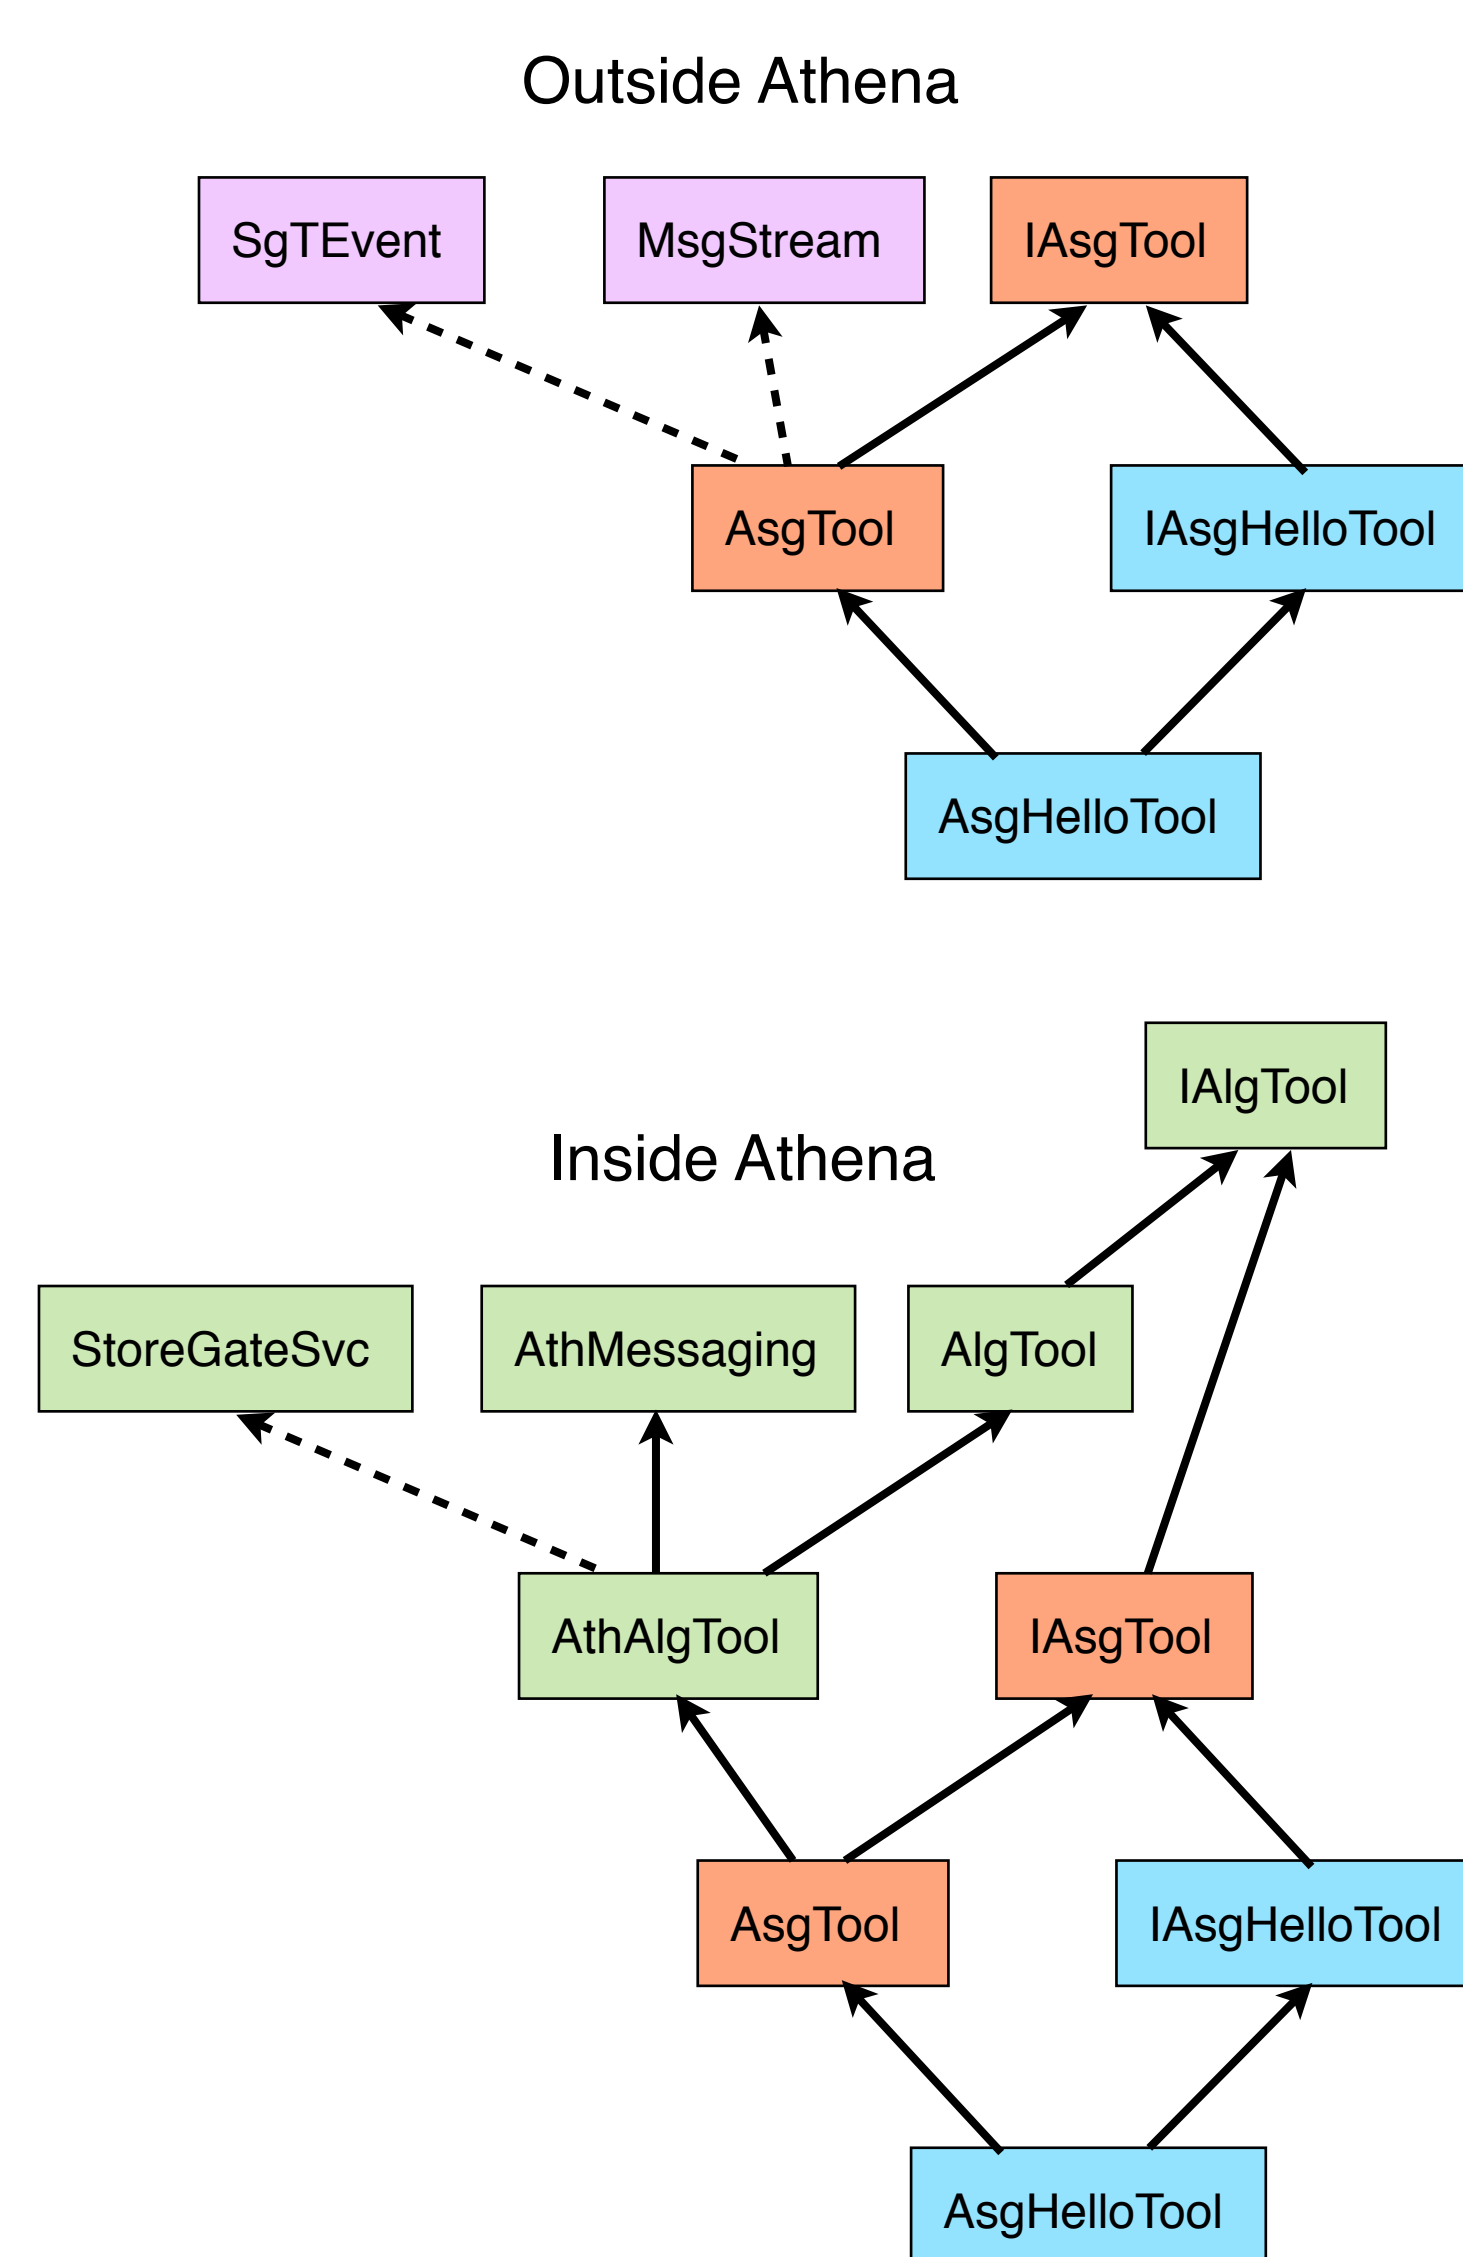 Outside Athena
SgTEvent
MsgStream
IAsgTool
AsgTool
IAsgHelloTool
AsgHelloTool
IAlgTool
Inside Athena
StoreGateSvc
AthMessaging
AlgTool
AthAlgTool
IAsgTool
AsgTool
IAsgHelloTool
AsgHelloTool